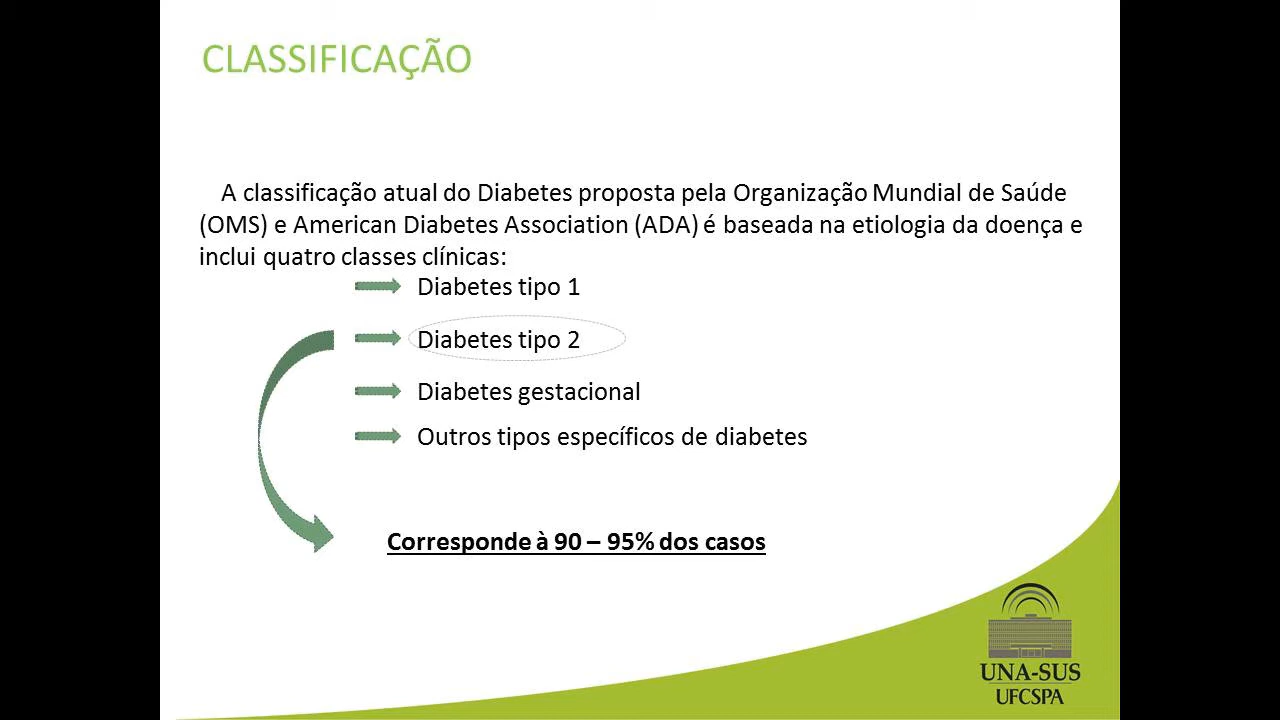 CLASSIFICAÇÃO
A classificação atual do Diabetes proposta pela Organização Mundial de Saúde
(OMS) e American Diabetes Association (ADA) é baseada na etiologia da doença e
inclui quatro classes clínicas:
Diabetes tipo 1
Diabetes tipo 2
Diabetes gestacional
Outros tipos específicos de diabetes
Corresponde à 90 – 95% dos casos
UNA-SUS
UFCSPA